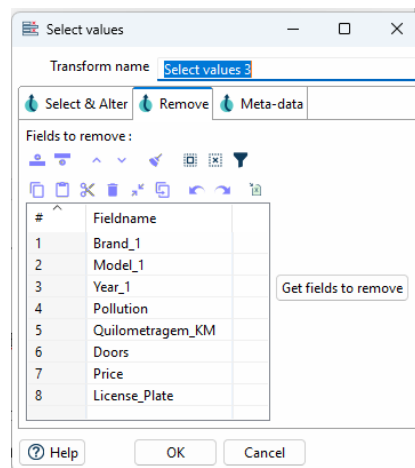 Select values
Transform name Select values 3
Select & Alter Remove Meta-data
Fields to remove :
# Fieldname
1 Brand_1
2 Model_1
3 Year_1
4 Pollution
5 Quilometragem_KM
6 Doors
7 Price
8 License_Plate
Get fields to remove
Help OK Cancel